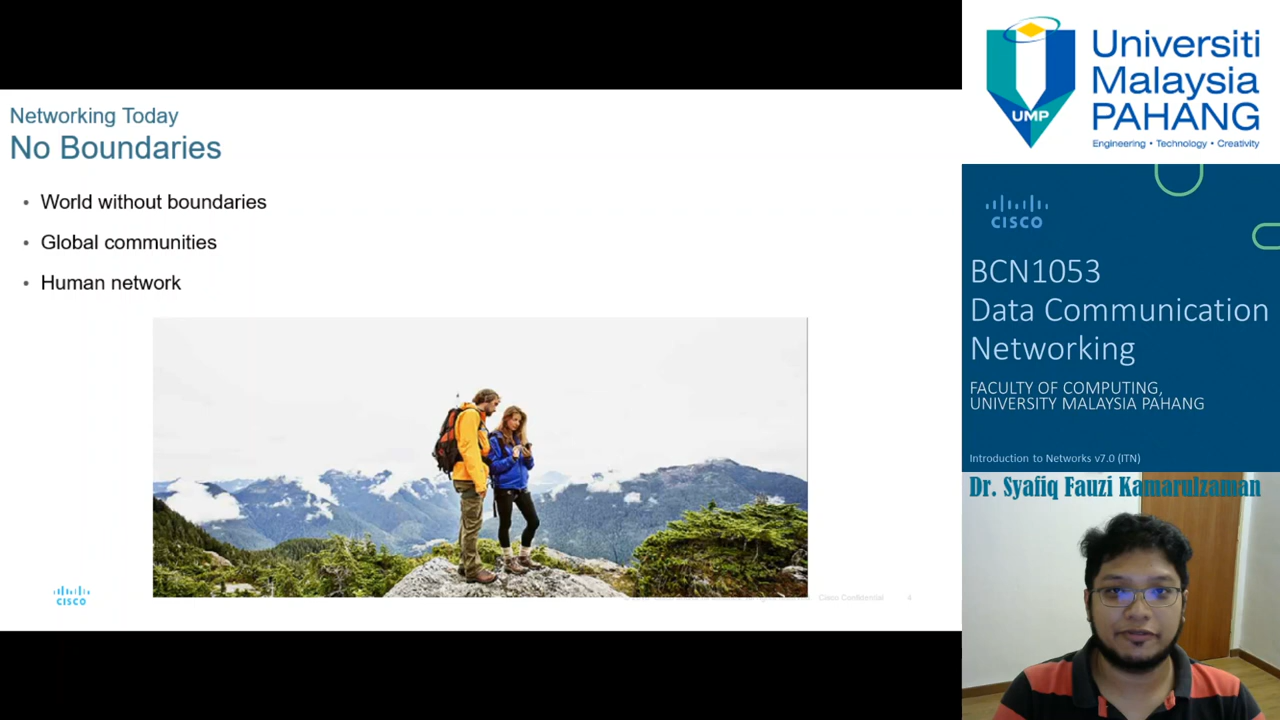 Networking Today
No Boundaries
• World without boundaries
• Global communities
• Human network
CISCO
Cisco Confidential
Universiti
Malaysia
PAHANG
Engineering • Technology • Creativity
UMP
CISCO
BCN1053
Data Communication
Networking
FACULTY OF COMPUTING,
UNIVERSITY MALAYSIA PAHANG
Introduction to Networks v7.0 (ITN)
Dr. Syafiq Fauzi Kamarulzaman